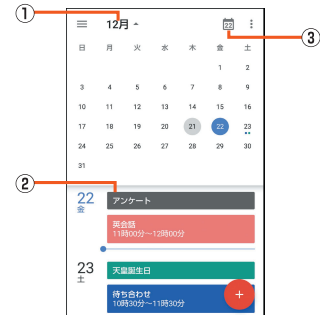 ①
12月
22
③
日 月 火 水 木 金 土
1 2
3 4 5 6 7 8 9
10 11 12 13 14 15 16
17 18 19 20 21 22 23
24 25 26 27 28 29 30
31
②
22
金
アンケート
英会話
11時00分～12時00分
23
土
天皇誕生日
待ち合わせ
10時30分～11時30分
+